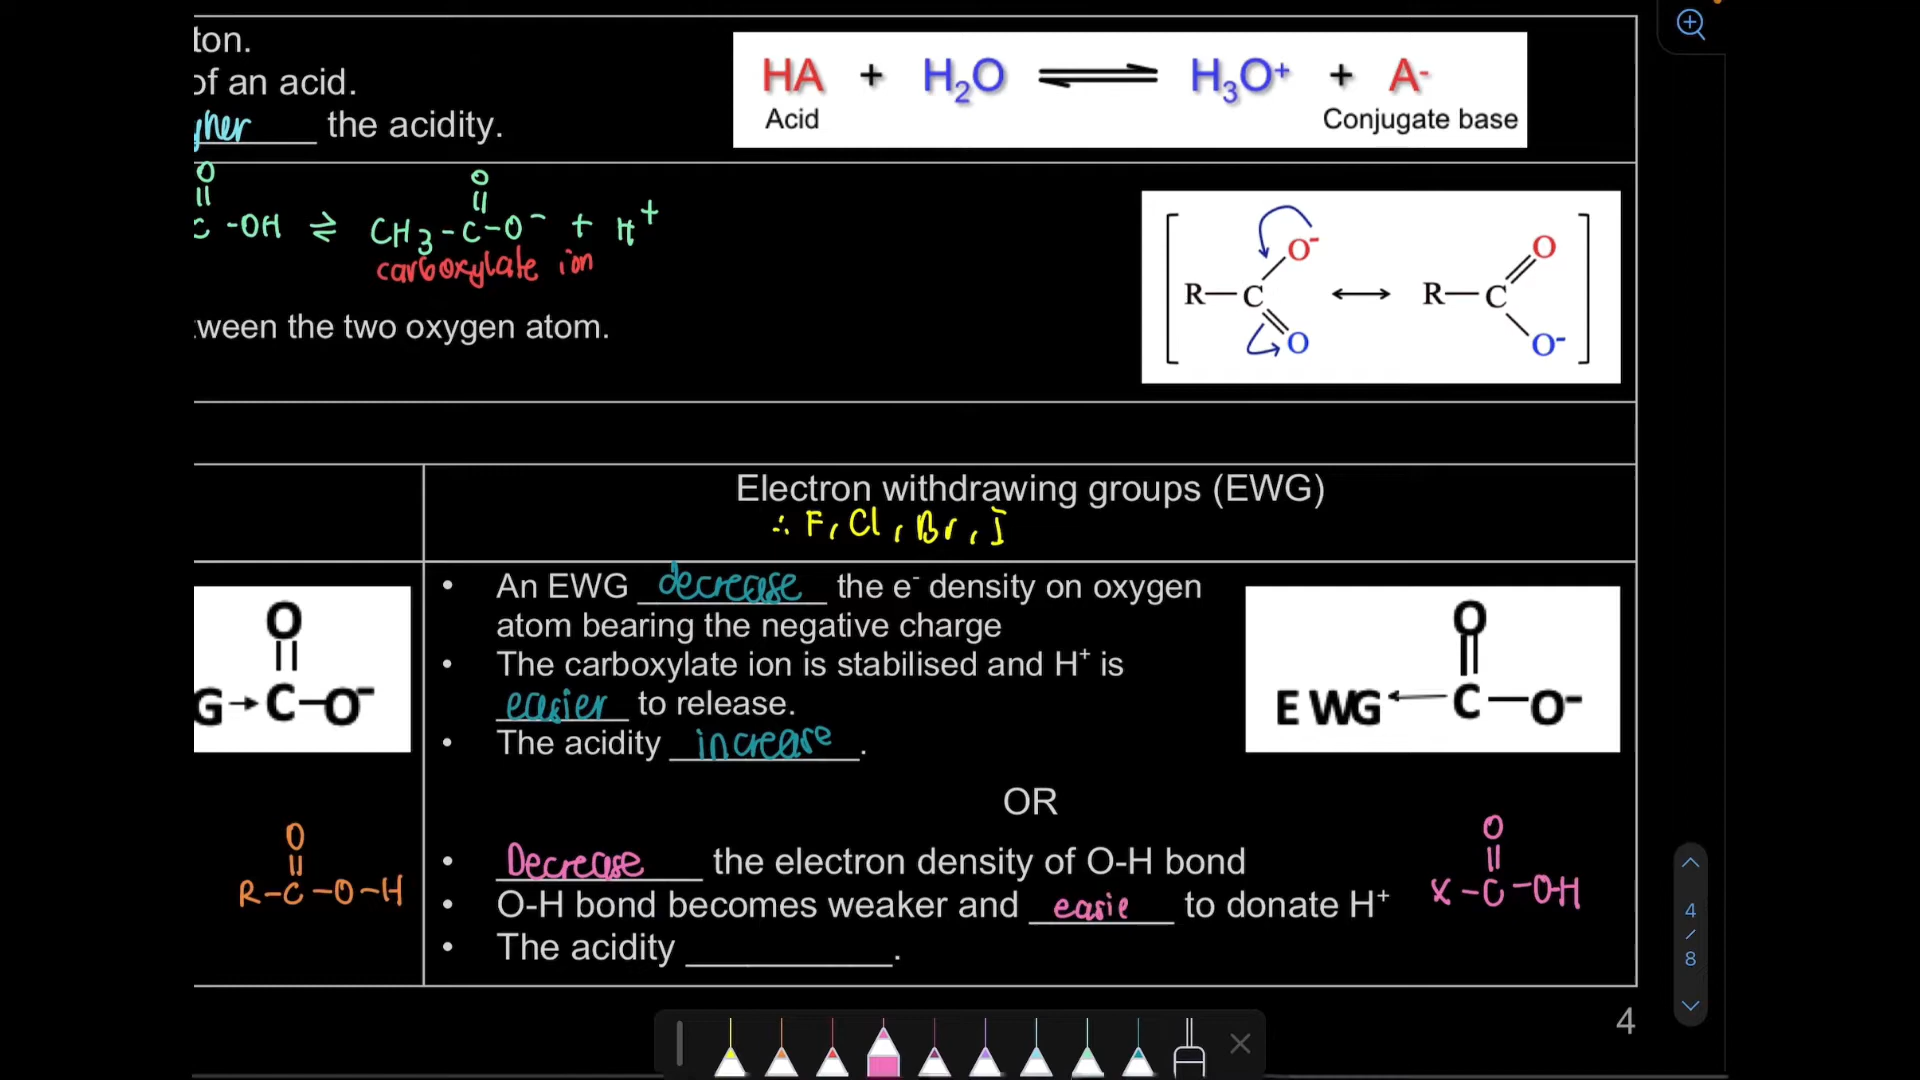 ton.
of an acid.
gher the acidity.
HA + H₂O ⇌ H₃O⁺ + A⁻
Acid Conjugate base
O O
C -OH ⇌ CH₃-C-O⁻ + H⁺
carboxylate ion
ween the two oxygen atom.
O⁻ O
R—C ⟷ R—C
O O⁻
Electron withdrawing groups (EWG)
∴ F, Cl, Br, I
• An EWG decrease the e⁻ density on oxygen
atom bearing the negative charge
• The carboxylate ion is stabilised and H⁺ is
easier to release.
• The acidity increase.
O
G→C–O⁻
O
EWG←C–O⁻
OR
• Decrease the electron density of O-H bond
• O-H bond becomes weaker and easie to donate H⁺
• The acidity ___________.
O
R-C-O-H
O
X-C-OH
4
/
8
4